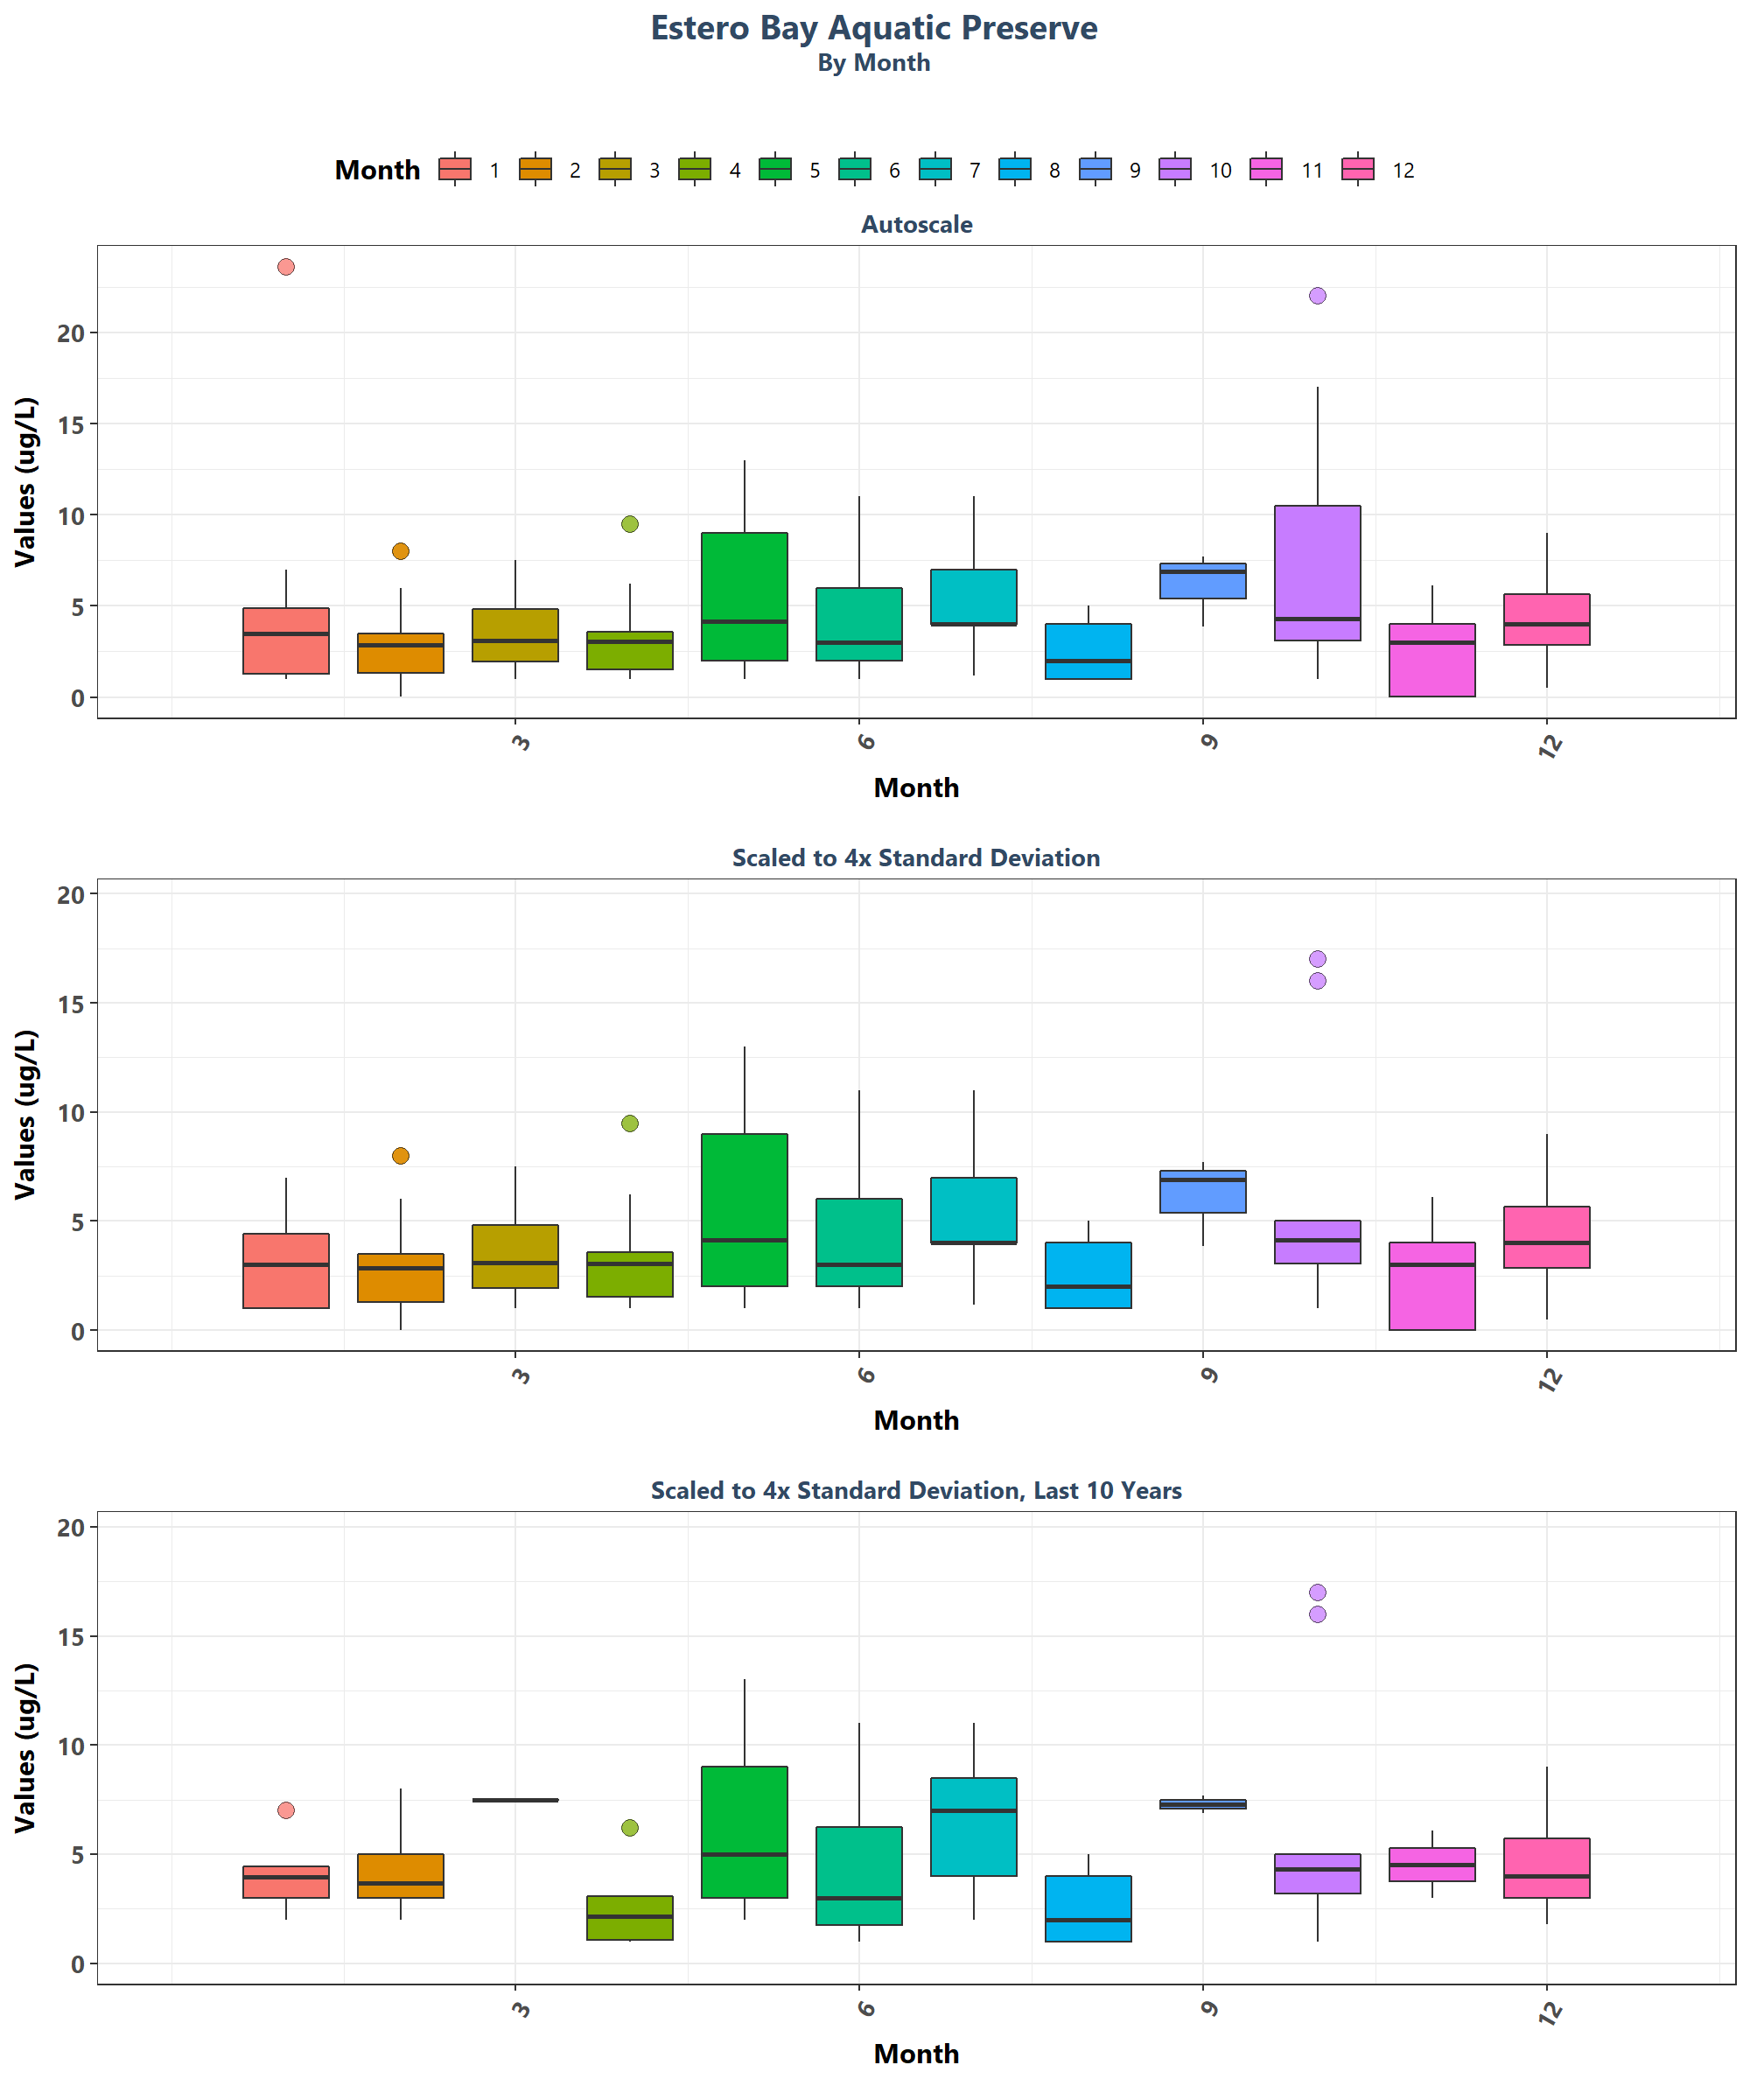 Estero Bay Aquatic Preserve
By Month
Month 1 2 3 4 5 6 7 8 9 10 11 12
Autoscale
Values (ug/L)
20
15
10
5
0
3 6 9 12
Month
Scaled to 4x Standard Deviation
Values (ug/L)
20
15
10
5
0
3 6 9 12
Month
Scaled to 4x Standard Deviation, Last 10 Years
Values (ug/L)
20
15
10
5
0
3 6 9 12
Month